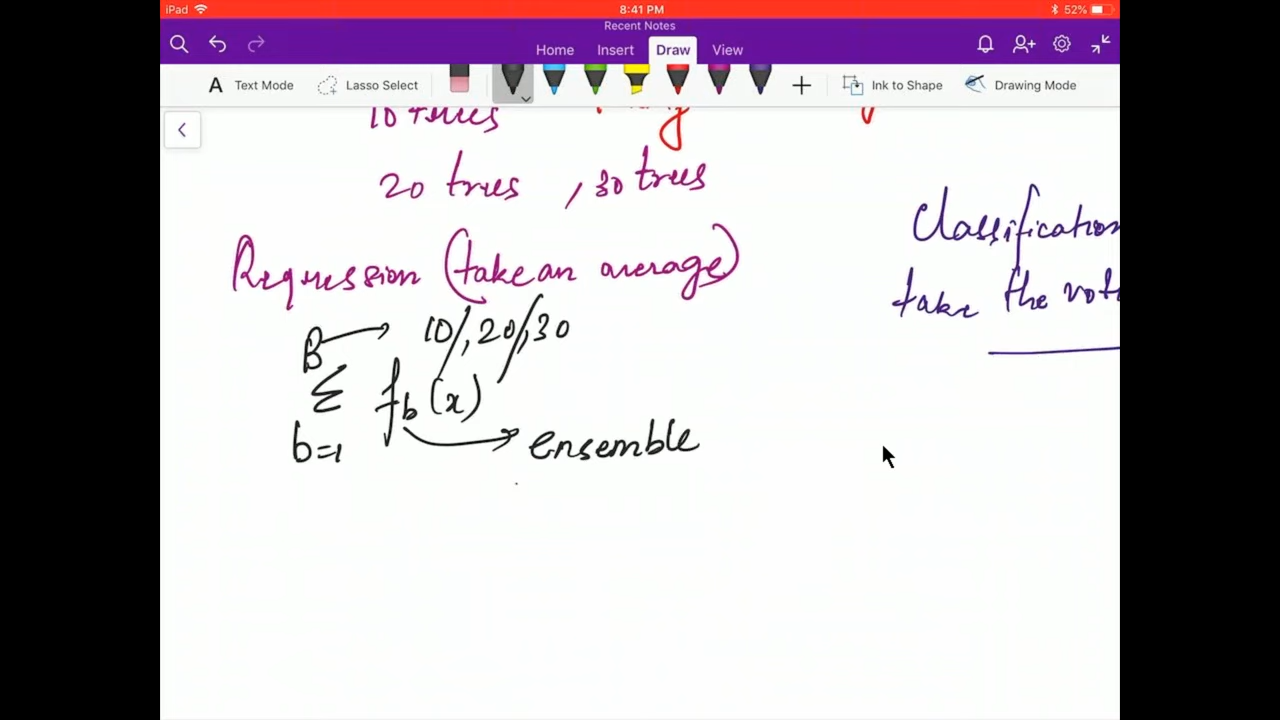 iPad 8:41 PM 52%
Recent Notes
Home Insert Draw View
Text Mode Lasso Select Ink to Shape Drawing Mode
10 trees
20 trees , 30 trees
Regression (take an average)
Classification
take the vot
B → 10/, 20/, 30
Σ f_b (x)
b=1
ensemble